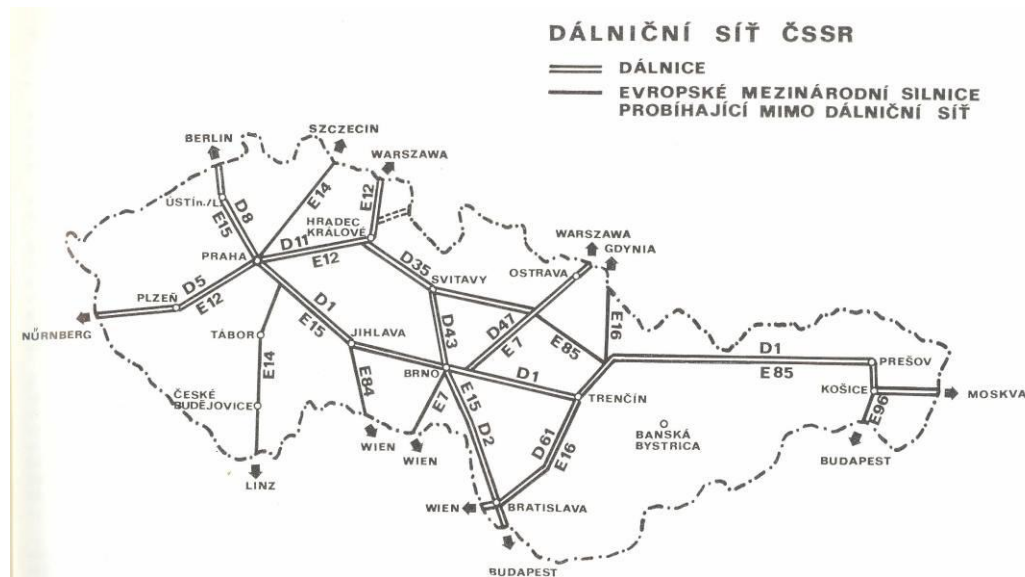 DÁLNIČNÍ SÍŤ ČSSR
DÁLNICE
EVROPSKÉ MEZINÁRODNÍ SILNICE
PROBÍHAJÍCÍ MIMO DÁLNIČNÍ SÍŤ
SZCZECIN
BERLIN
WARSZAWA
E14
E12
ÚSTÍn./L.
D8
E15
HRADEC
KRÁLOVÉ
D11
E12
PRAHA
WARSZAWA
GDYNIA
OSTRAVA
D35
SVITAVY
D5
E12
PLZEŇ
NŰRNBERG
D1
E15
D43
D47
E7
E85
E16
TÁBOR
JIHLAVA
D1
E85
PREŠOV
E14
BRNO
D1
KOŠICE
ČESKÉ
BUDĚJOVICE
E84
E7
E15
D2
TRENČÍN
E96
MOSKVA
BANSKÁ
BYSTRICA
WIEN
WIEN
D61
E16
BUDAPEST
LINZ
WIEN
BRATISLAVA
BUDAPEST